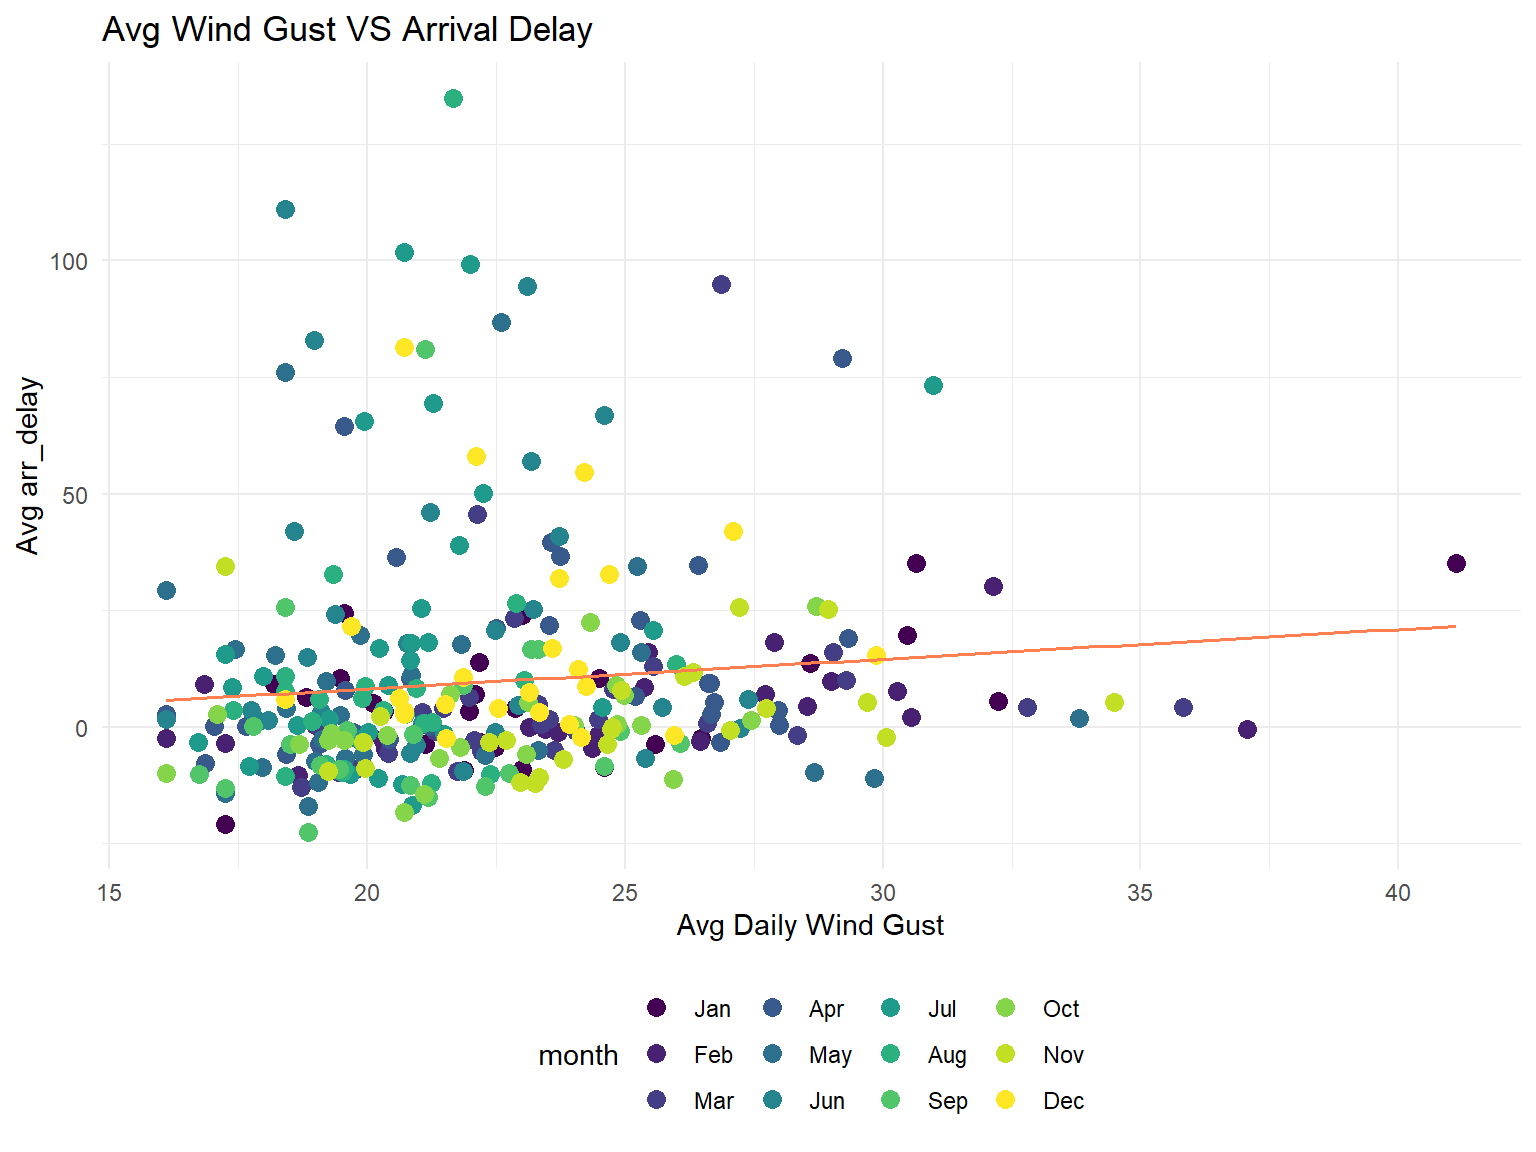 Avg Wind Gust VS Arrival Delay
Avg arr_delay
100
50
0
15 20 25 30 35 40
Avg Daily Wind Gust
month
Jan Apr Jul Oct
Feb May Aug Nov
Mar Jun Sep Dec